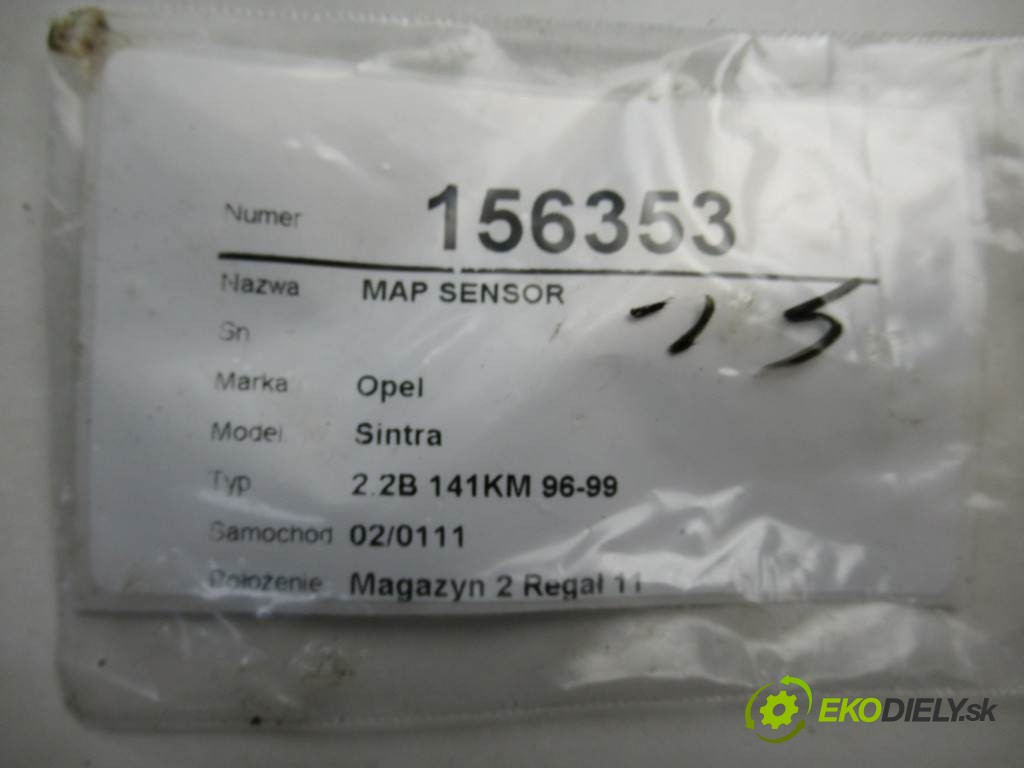 Numer 156353
Nazwa MAP SENSOR
Sn
Marka Opel
Model Sintra
Typ 2.2B 141KM 96-99
Samochod 02/0111
Położenie Magazyn 2 Regał 11
EKODIELY.sk